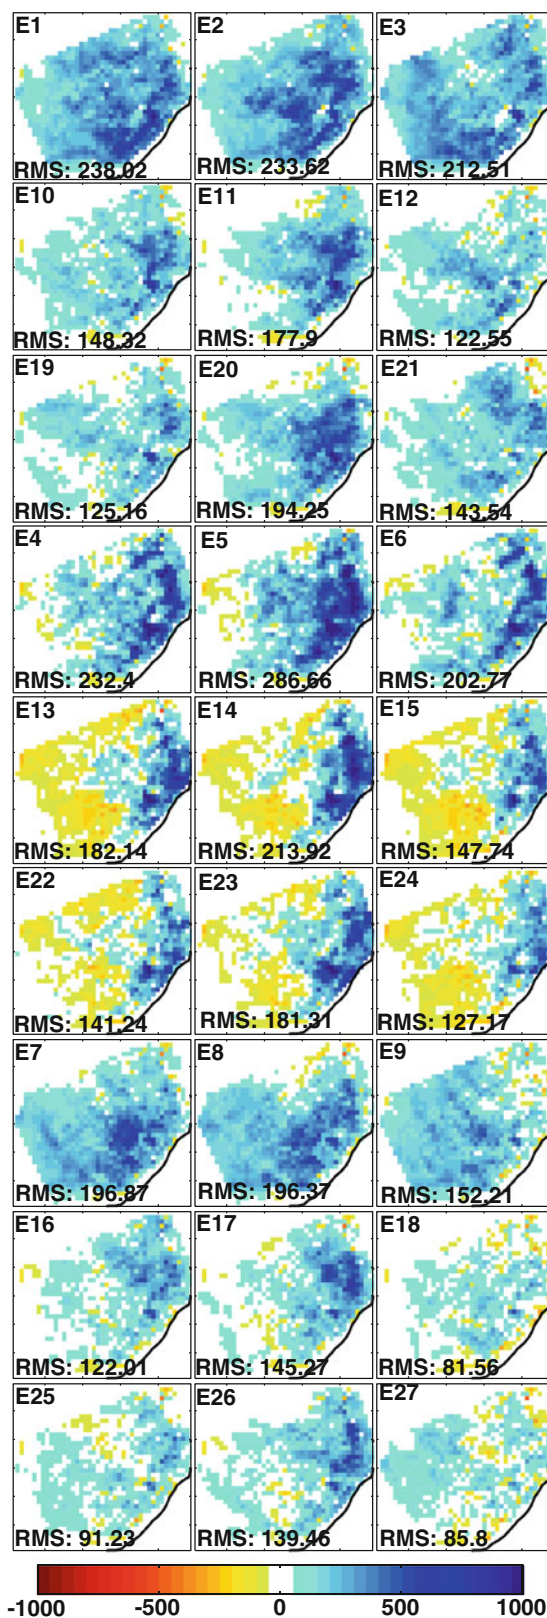 E1 E2 E3
RMS: 238.02 RMS: 233.62 RMS: 212.51
E10 E11 E12
RMS: 148.32 RMS: 177.9 RMS: 122.55
E19 E20 E21
RMS: 125.16 RMS: 194.25 RMS: 143.54
E4 E5 E6
RMS: 232.4 RMS: 286.66 RMS: 202.77
E13 E14 E15
RMS: 182.14 RMS: 213.92 RMS: 147.74
E22 E23 E24
RMS: 141.24 RMS: 181.31 RMS: 127.17
E7 E8 E9
RMS: 196.87 RMS: 196.37 RMS: 152.21
E16 E17 E18
RMS: 122.01 RMS: 145.27 RMS: 81.56
E25 E26 E27
RMS: 91.23 RMS: 139.46 RMS: 85.8
-1000 -500 0 500 1000